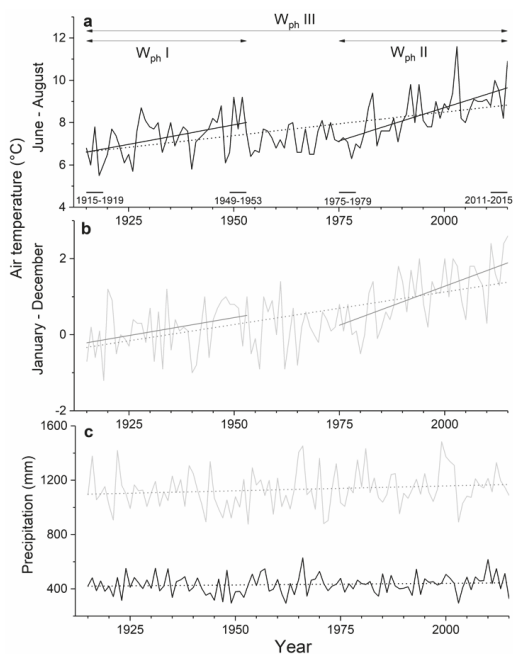 a
W_ph III
W_ph I
W_ph II
12
10
8
6
4
June - August
1915-1919
1949-1953
1975-1979
2011-2015
1925
1950
1975
2000
Air temperature (°C)
b
2
0
-2
January - December
1925
1950
1975
2000
c
1600
1200
800
400
Precipitation (mm)
1925
1950
1975
2000
Year